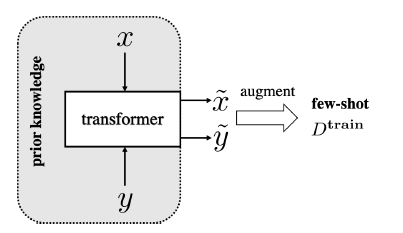 x
prior knowledge
transformer
x̃
ỹ
augment
few-shot
D^train
y